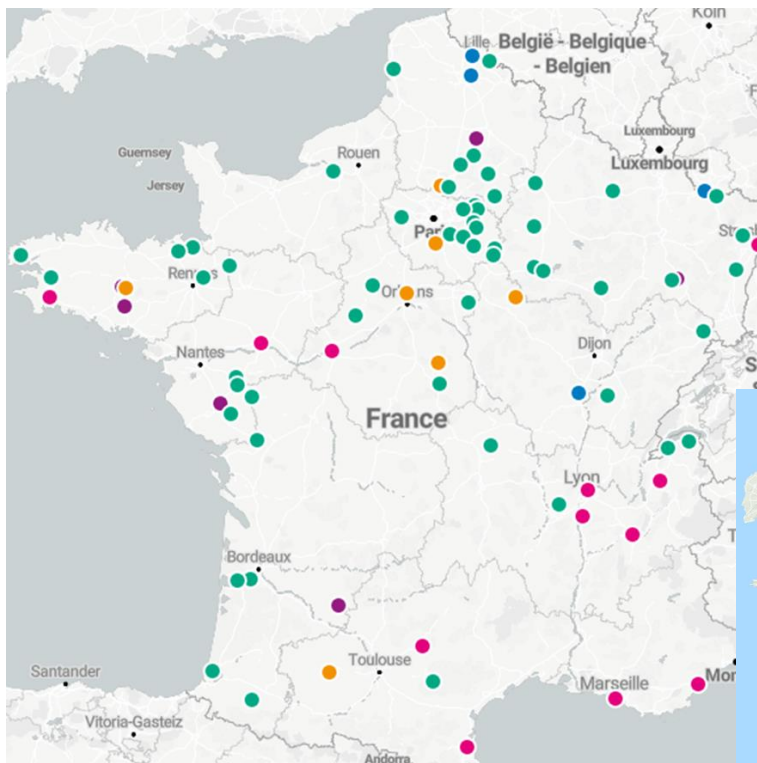 Köln
Lille
België - Belgique
- Belgien
Luxembourg
Luxembourg
Guernsey
Jersey
Rouen
Paris
Rennes
Orléans
Nantes
Dijon
France
Lyon
Bordeaux
Toulouse
Marseille
Mon
Santander
Vitoria-Gasteiz
Andorra